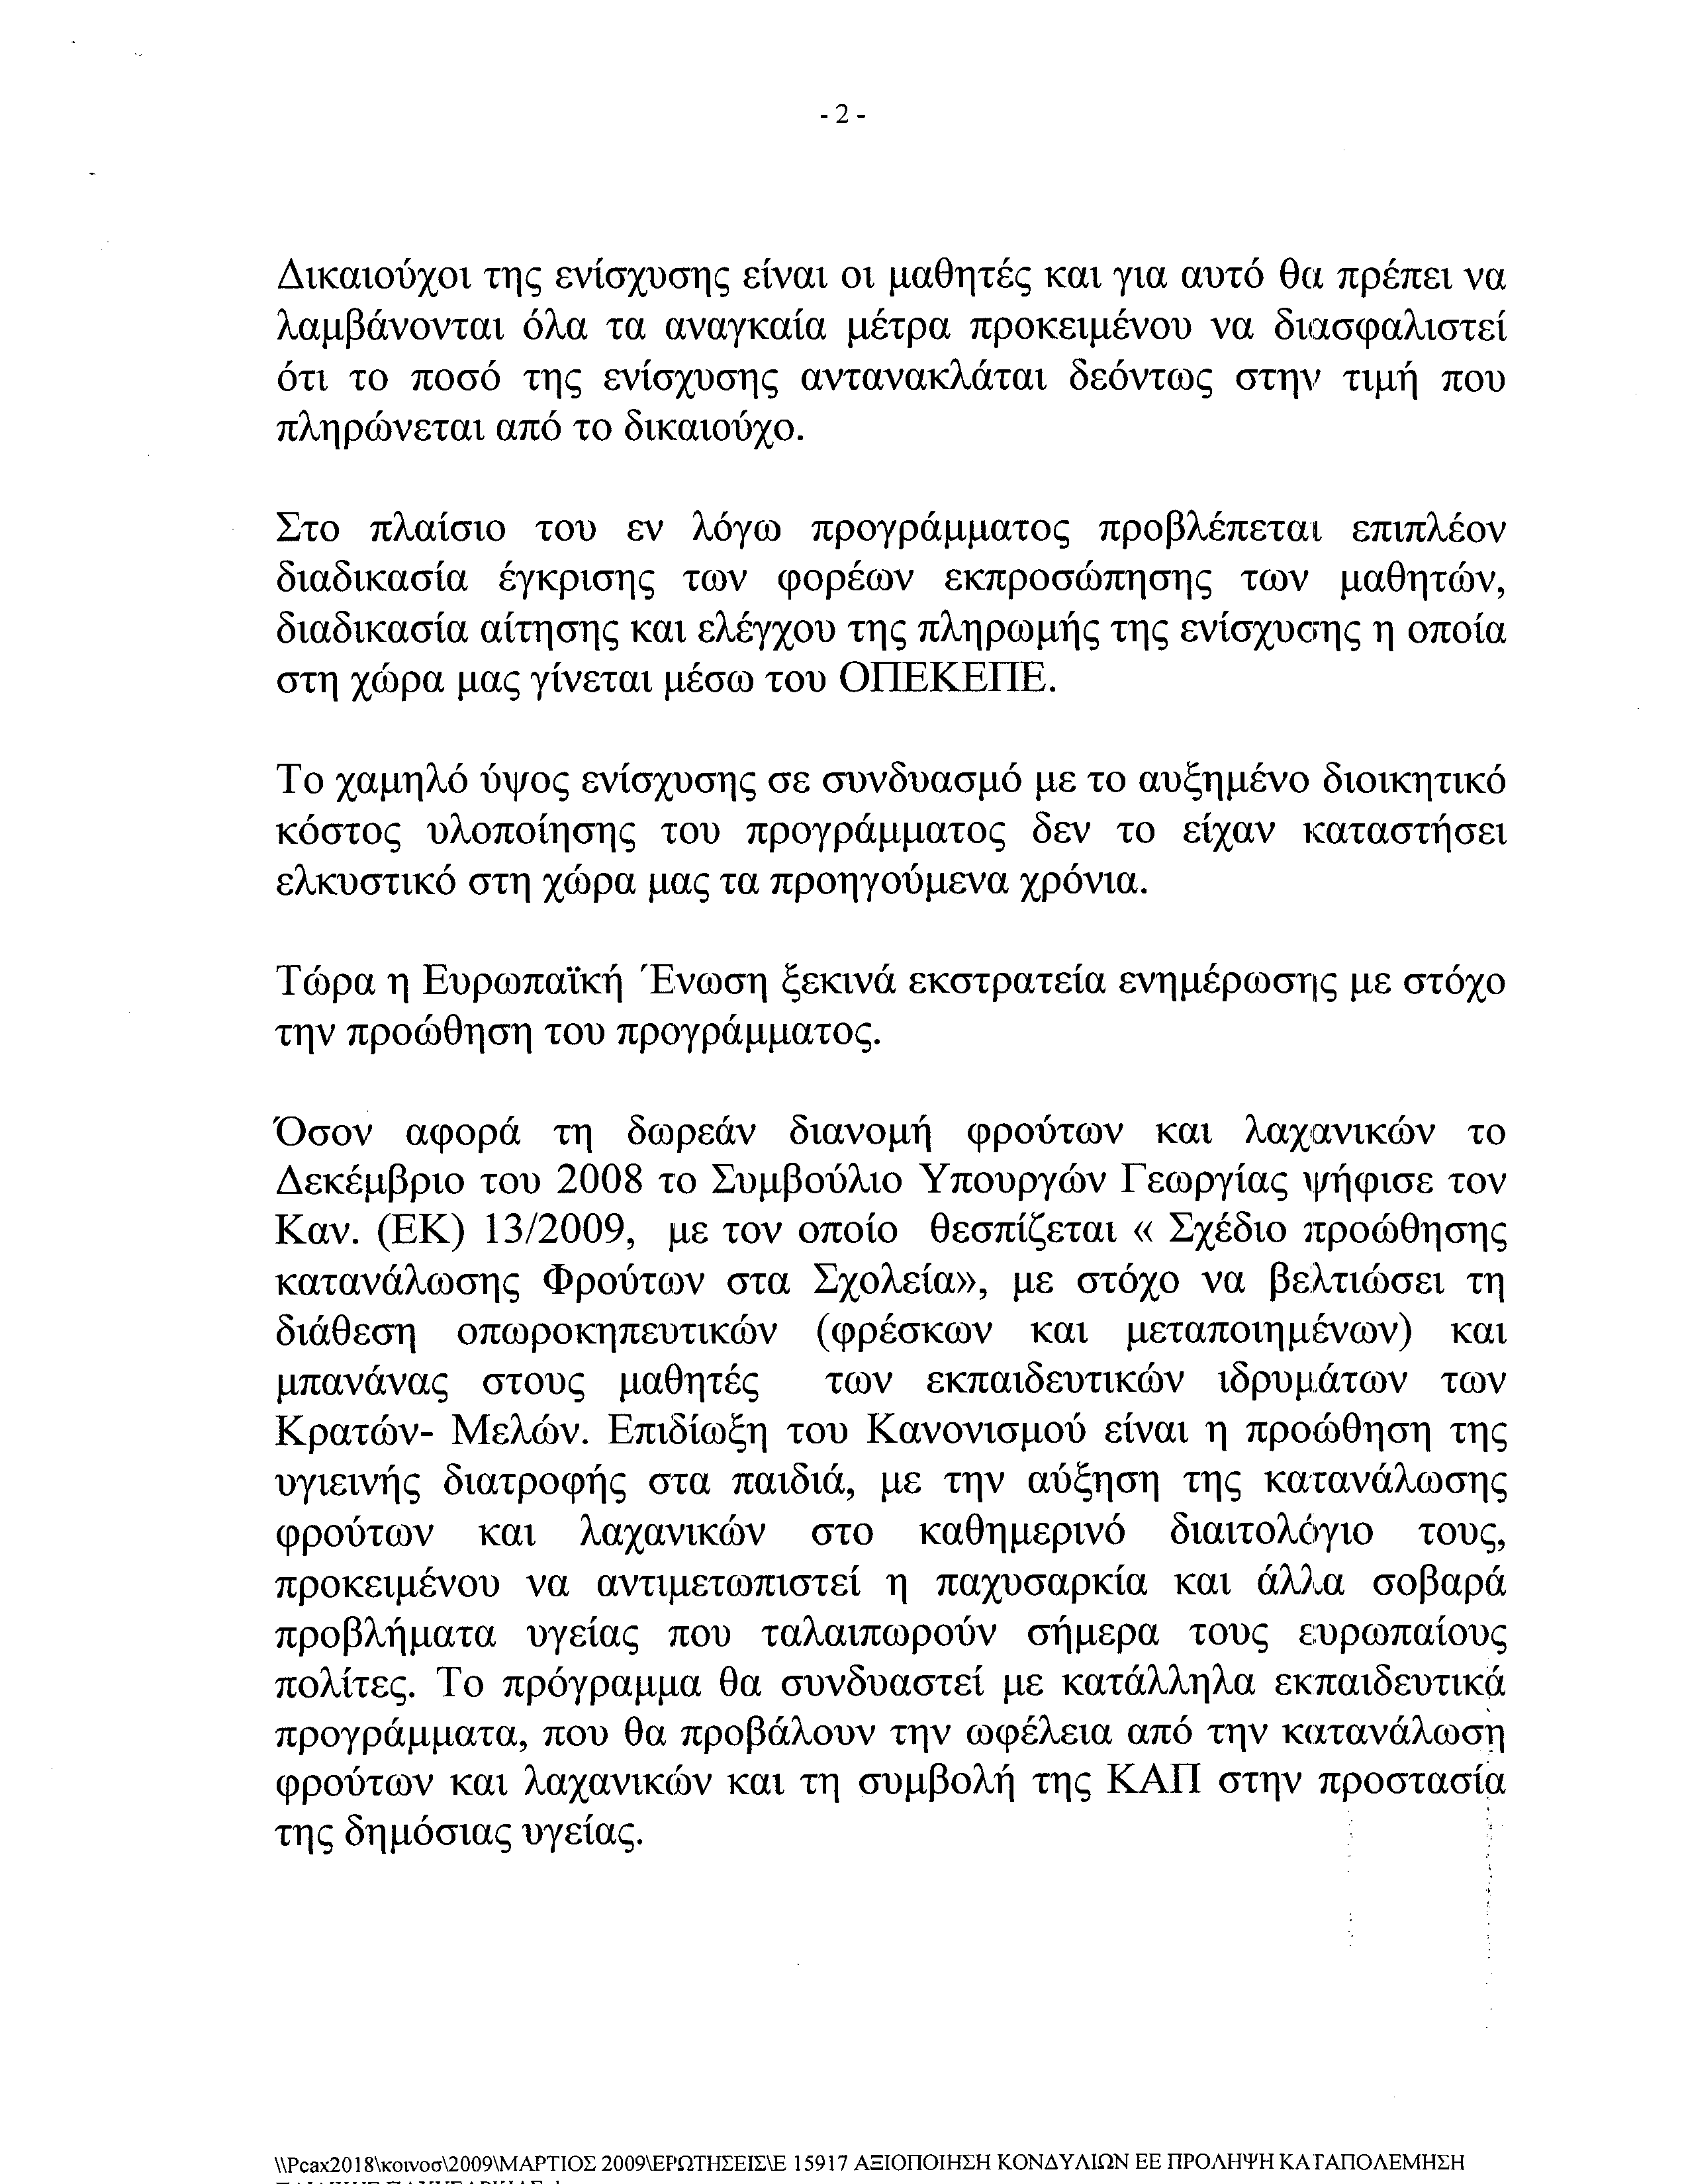 - 2 -
Δικαιούχοι της ενίσχυσης είναι οι μαθητές και για αυτό θα πρέπει να
λαμβάνονται όλα τα αναγκαία μέτρα προκειμένου να διασφαλιστεί
ότι το ποσό της ενίσχυσης αντανακλάται δεόντως στην τιμή που
πληρώνεται από το δικαιούχο.
Στο πλαίσιο του εν λόγω προγράμματος προβλέπεται επιπλέον
διαδικασία έγκρισης των φορέων εκπροσώπησης των μαθητών,
διαδικασία αίτησης και ελέγχου της πληρωμής της ενίσχυσης η οποία
στη χώρα μας γίνεται μέσω του ΟΠΕΚΕΠΕ.
Το χαμηλό ύψος ενίσχυσης σε συνδυασμό με το αυξημένο διοικητικό
κόστος υλοποίησης του προγράμματος δεν το είχαν καταστήσει
ελκυστικό στη χώρα μας τα προηγούμενα χρόνια.
Τώρα η Ευρωπαϊκή Ένωση ξεκινά εκστρατεία ενημέρωσης με στόχο
την προώθηση του προγράμματος.
Όσον αφορά τη δωρεάν διανομή φρούτων και λαχανικών το
Δεκέμβριο του 2008 το Συμβούλιο Υπουργών Γεωργίας ψήφισε τον
Καν. (ΕΚ) 13/2009, με τον οποίο θεσπίζεται « Σχέδιο προώθησης
κατανάλωσης Φρούτων στα Σχολεία», με στόχο να βελτιώσει τη
διάθεση οπωροκηπευτικών (φρέσκων και μεταποιημένων) και
μπανάνας στους μαθητές των εκπαιδευτικών ιδρυμάτων των
Κρατών- Μελών. Επιδίωξη του Κανονισμού είναι η προώθηση της
υγιεινής διατροφής στα παιδιά, με την αύξηση της κατανάλωσης
φρούτων και λαχανικών στο καθημερινό διαιτολόγιο τους,
προκειμένου να αντιμετωπιστεί η παχυσαρκία και άλλα σοβαρά
προβλήματα υγείας που ταλαιπωρούν σήμερα τους ευρωπαίους
πολίτες. Το πρόγραμμα θα συνδυαστεί με κατάλληλα εκπαιδευτικά
προγράμματα, που θα προβάλουν την ωφέλεια από την κατανάλωση
φρούτων και λαχανικών και τη συμβολή της ΚΑΠ στην προστασία
της δημόσιας υγείας.
\\Pcax2018\κοινοσ\2009\ΜΑΡΤΙΟΣ 2009\ΕΡΩΤΗΣΕΙΣ\Ε 15917 ΑΞΙΟΠΟΙΗΣΗ ΚΟΝΔΥΛΙΩΝ ΕΕ ΠΡΟΛΗΨΗ ΚΑΤΑΠΟΛΕΜΗΣΗ